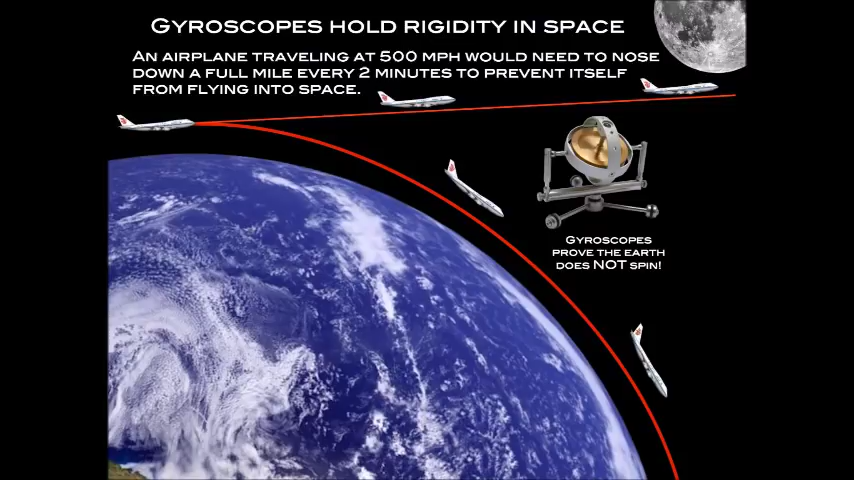 Gyroscopes hold rigidity in space
An airplane traveling at 500 mph would need to nose
down a full mile every 2 minutes to prevent itself
from flying into space.
Gyroscopes
prove the earth
does NOT spin!